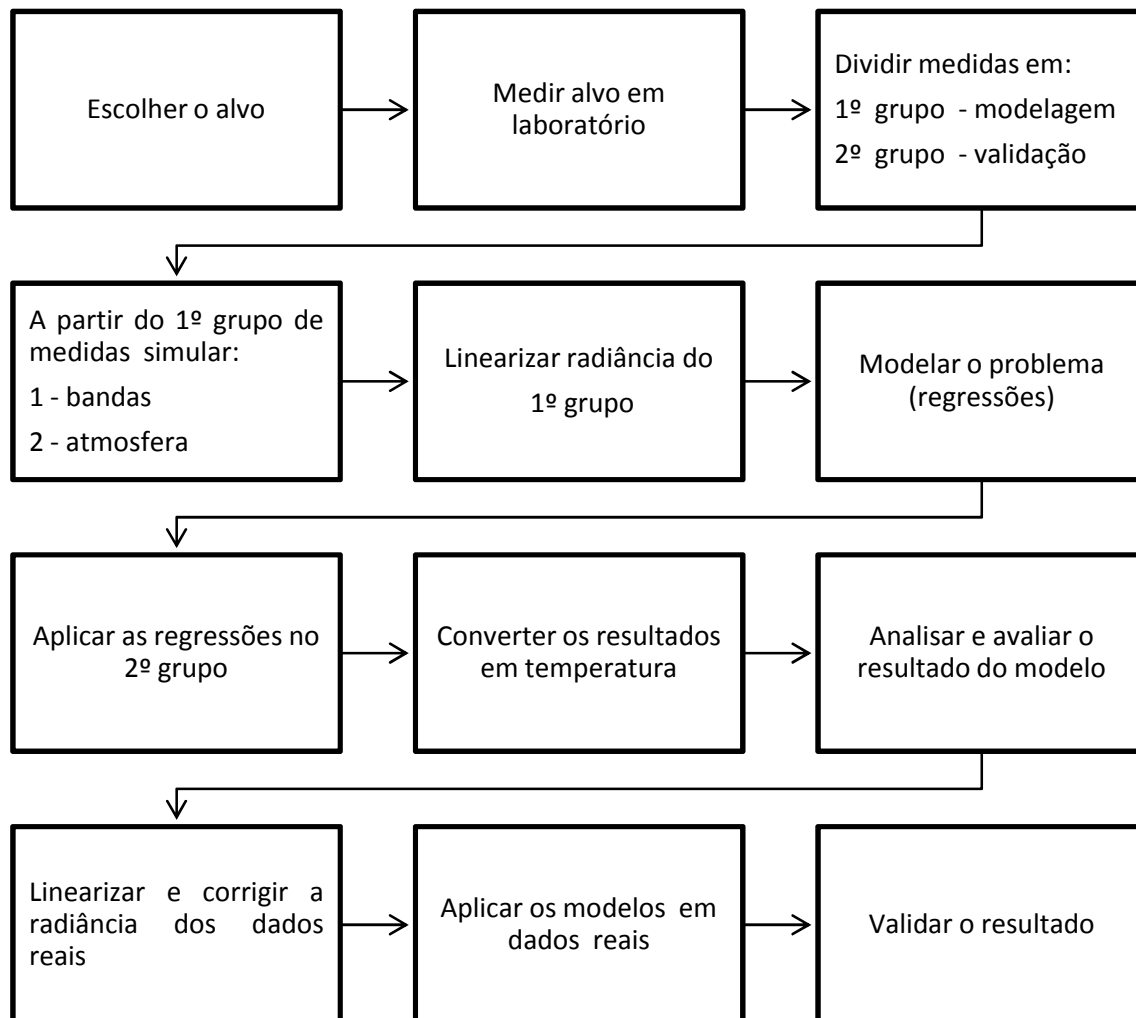 Escolher o alvo
Medir alvo em
laboratório
Dividir medidas em:
1º grupo - modelagem
2º grupo - validação
A partir do 1º grupo de
medidas simular:
1 - bandas
2 - atmosfera
Linearizar radiância do
1º grupo
Modelar o problema
(regressões)
Aplicar as regressões no
2º grupo
Converter os resultados
em temperatura
Analisar e avaliar o
resultado do modelo
Linearizar e corrigir a
radiância dos dados
reais
Aplicar os modelos em
dados reais
Validar o resultado